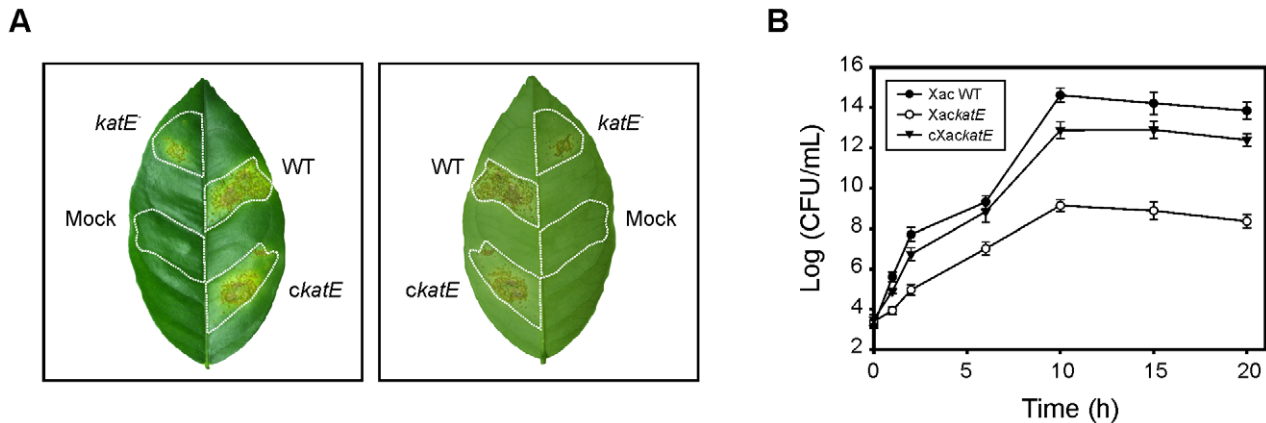 A
katE-
WT
Mock
ckatE
katE-
WT
Mock
ckatE
B
16
14
12
10
8
6
4
2
Log (CFU/mL)
Xac WT
XackatE
cXackatE
0 5 10 15 20
Time (h)